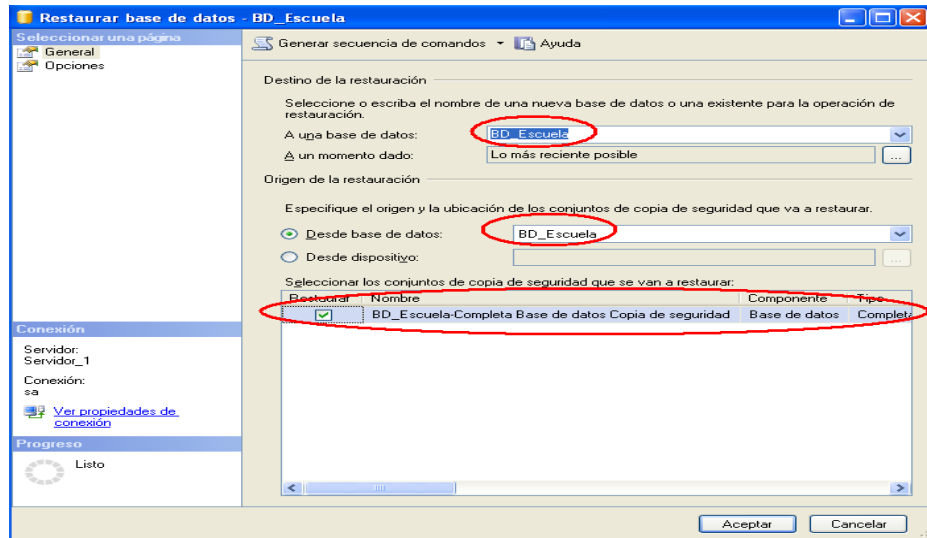 Restaurar base de datos - BD_Escuela
Seleccionar una página
General
Opciones
Generar secuencia de comandos
Ayuda
Destino de la restauración
Seleccione o escriba el nombre de una nueva base de datos o una existente para la operación de
restauración.
A una base de datos:
BD_Escuela
A un momento dado:
Lo más reciente posible
...
Origen de la restauración
Especifique el origen y la ubicación de los conjuntos de copia de seguridad que va a restaurar.
Desde base de datos:
BD_Escuela
Desde dispositivo:
...
Seleccionar los conjuntos de copia de seguridad que se van a restaurar:
Restaurar Nombre Componente Tipo
BD_Escuela-Completa Base de datos Copia de seguridad Base de datos Completa
Conexión
Servidor:
Servidor_1
Conexión:
sa
Ver propiedades de
conexión
Progreso
Listo
Aceptar
Cancelar